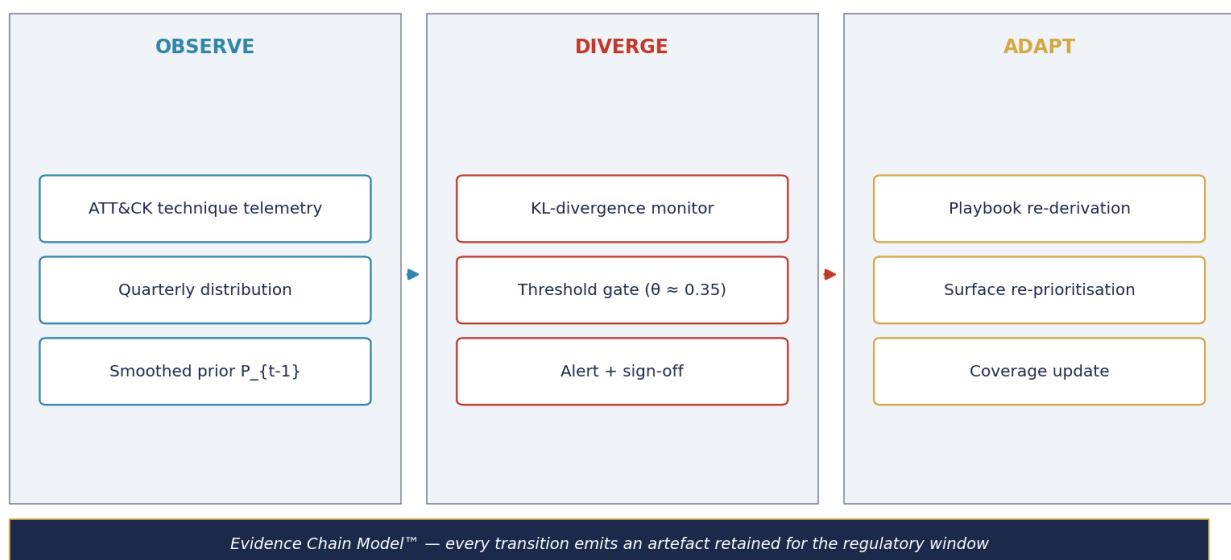 OBSERVE
ATT&CK technique telemetry
Quarterly distribution
Smoothed prior P_{t-1}
DIVERGE
KL-divergence monitor
Threshold gate (θ ≈ 0.35)
Alert + sign-off
ADAPT
Playbook re-derivation
Surface re-prioritisation
Coverage update
Evidence Chain Model™ — every transition emits an artefact retained for the regulatory window